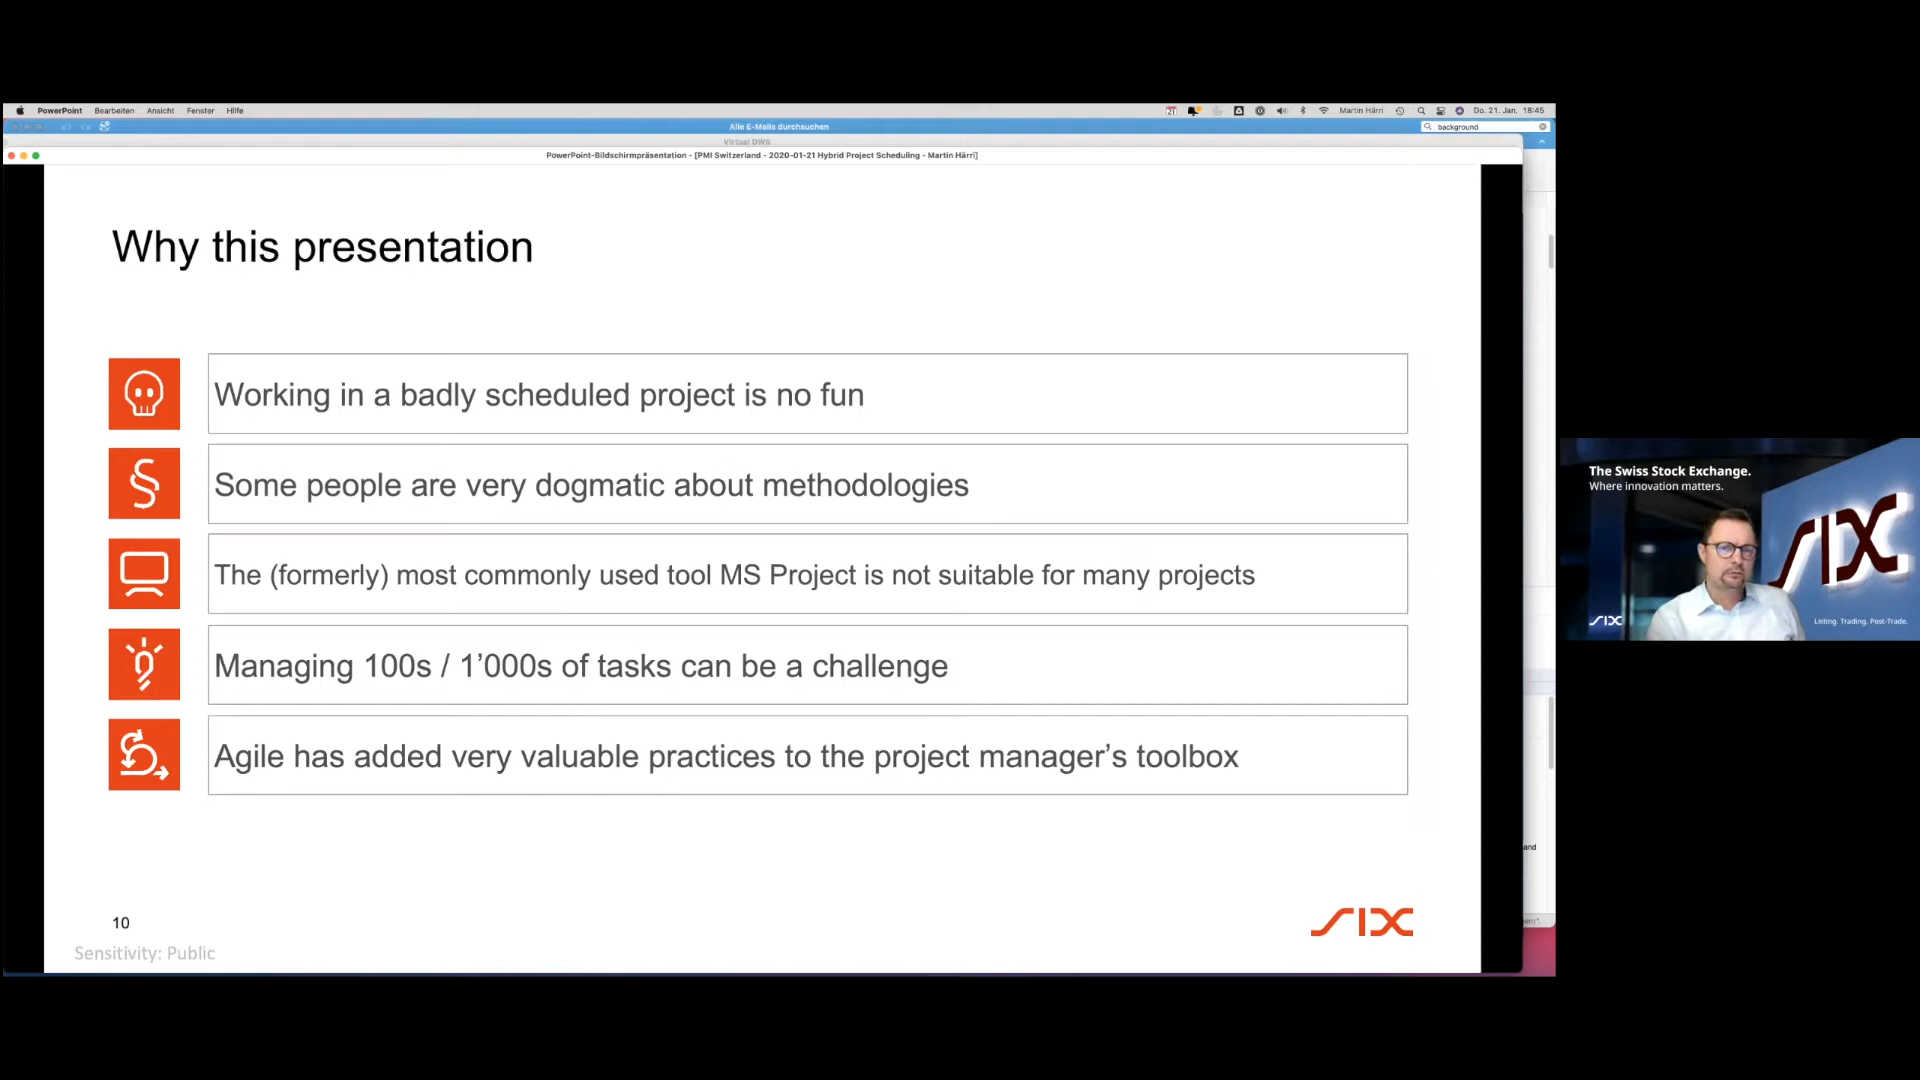 PowerPoint Bearbeiten Ansicht Fenster Hilfe
21 Martin Härri Do. 21. Jan. 18:45
Alle E-Mails durchsuchen
background
Virtual DWS
PowerPoint-Bildschirmpräsentation - [PMI Switzerland - 2020-01-21 Hybrid Project Scheduling - Martin Härri]
Why this presentation
Working in a badly scheduled project is no fun
§ Some people are very dogmatic about methodologies
The (formerly) most commonly used tool MS Project is not suitable for many projects
Managing 100s / 1’000s of tasks can be a challenge
Agile has added very valuable practices to the project manager’s toolbox
10
SIX
Sensitivity: Public
and
The Swiss Stock Exchange.
Where innovation matters.
SIX
SIX
Listing. Trading. Post-Trade.